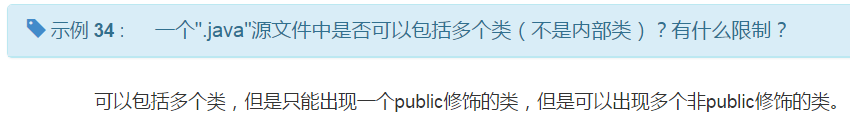 示例 34 : 一个".java"源文件中是否可以包括多个类（不是内部类）？有什么限制？
可以包括多个类，但是只能出现一个public修饰的类，但是可以出现多个非public修饰的类。